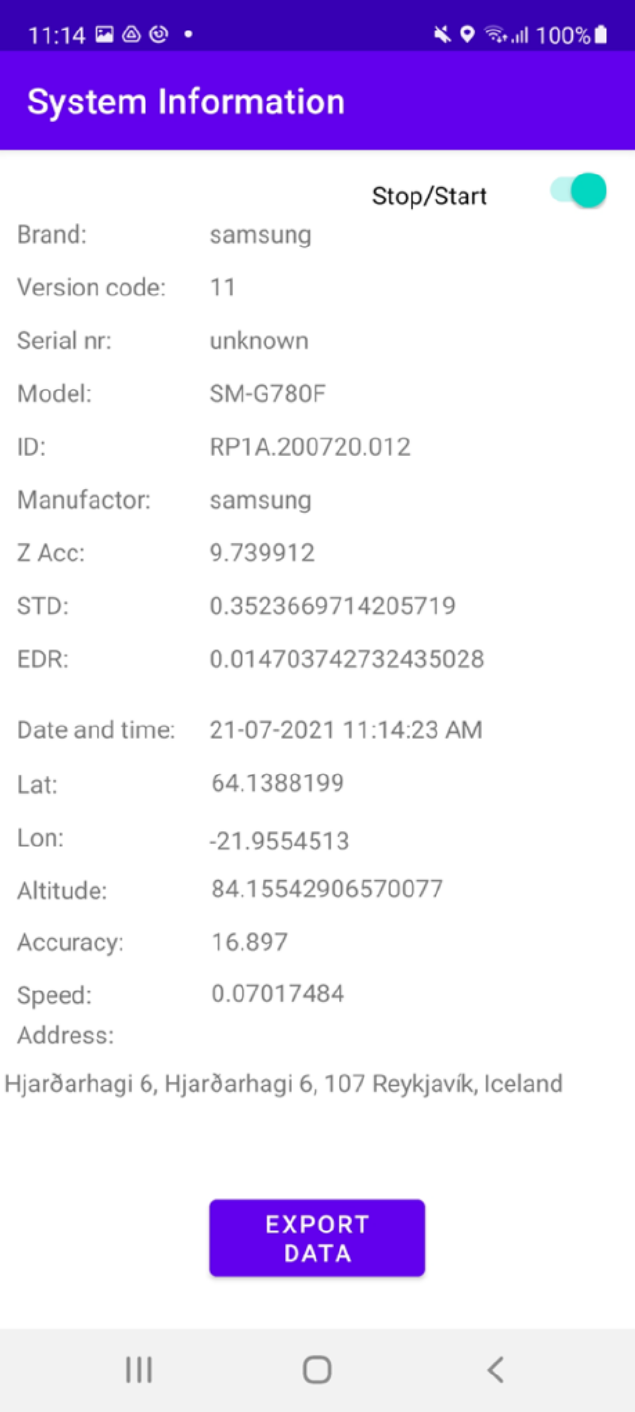 11:14 100%
System Information
Stop/Start
Brand: samsung
Version code: 11
Serial nr: unknown
Model: SM-G780F
ID: RP1A.200720.012
Manufactor: samsung
Z Acc: 9.739912
STD: 0.3523669714205719
EDR: 0.014703742732435028
Date and time: 21-07-2021 11:14:23 AM
Lat: 64.1388199
Lon: -21.9554513
Altitude: 84.15542906570077
Accuracy: 16.897
Speed: 0.07017484
Address:
Hjarðarhagi 6, Hjarðarhagi 6, 107 Reykjavík, Iceland
EXPORT
DATA